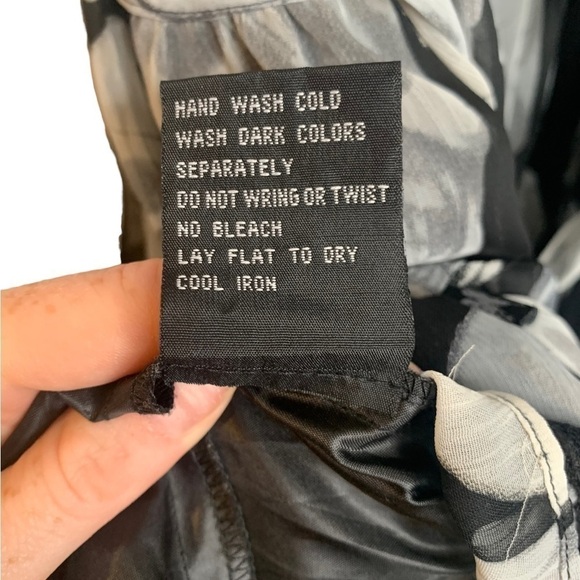 HAND WASH COLD
WASH DARK COLORS
SEPARATELY
DO NOT WRING OR TWIST
NO BLEACH
LAY FLAT TO DRY
COOL IRON